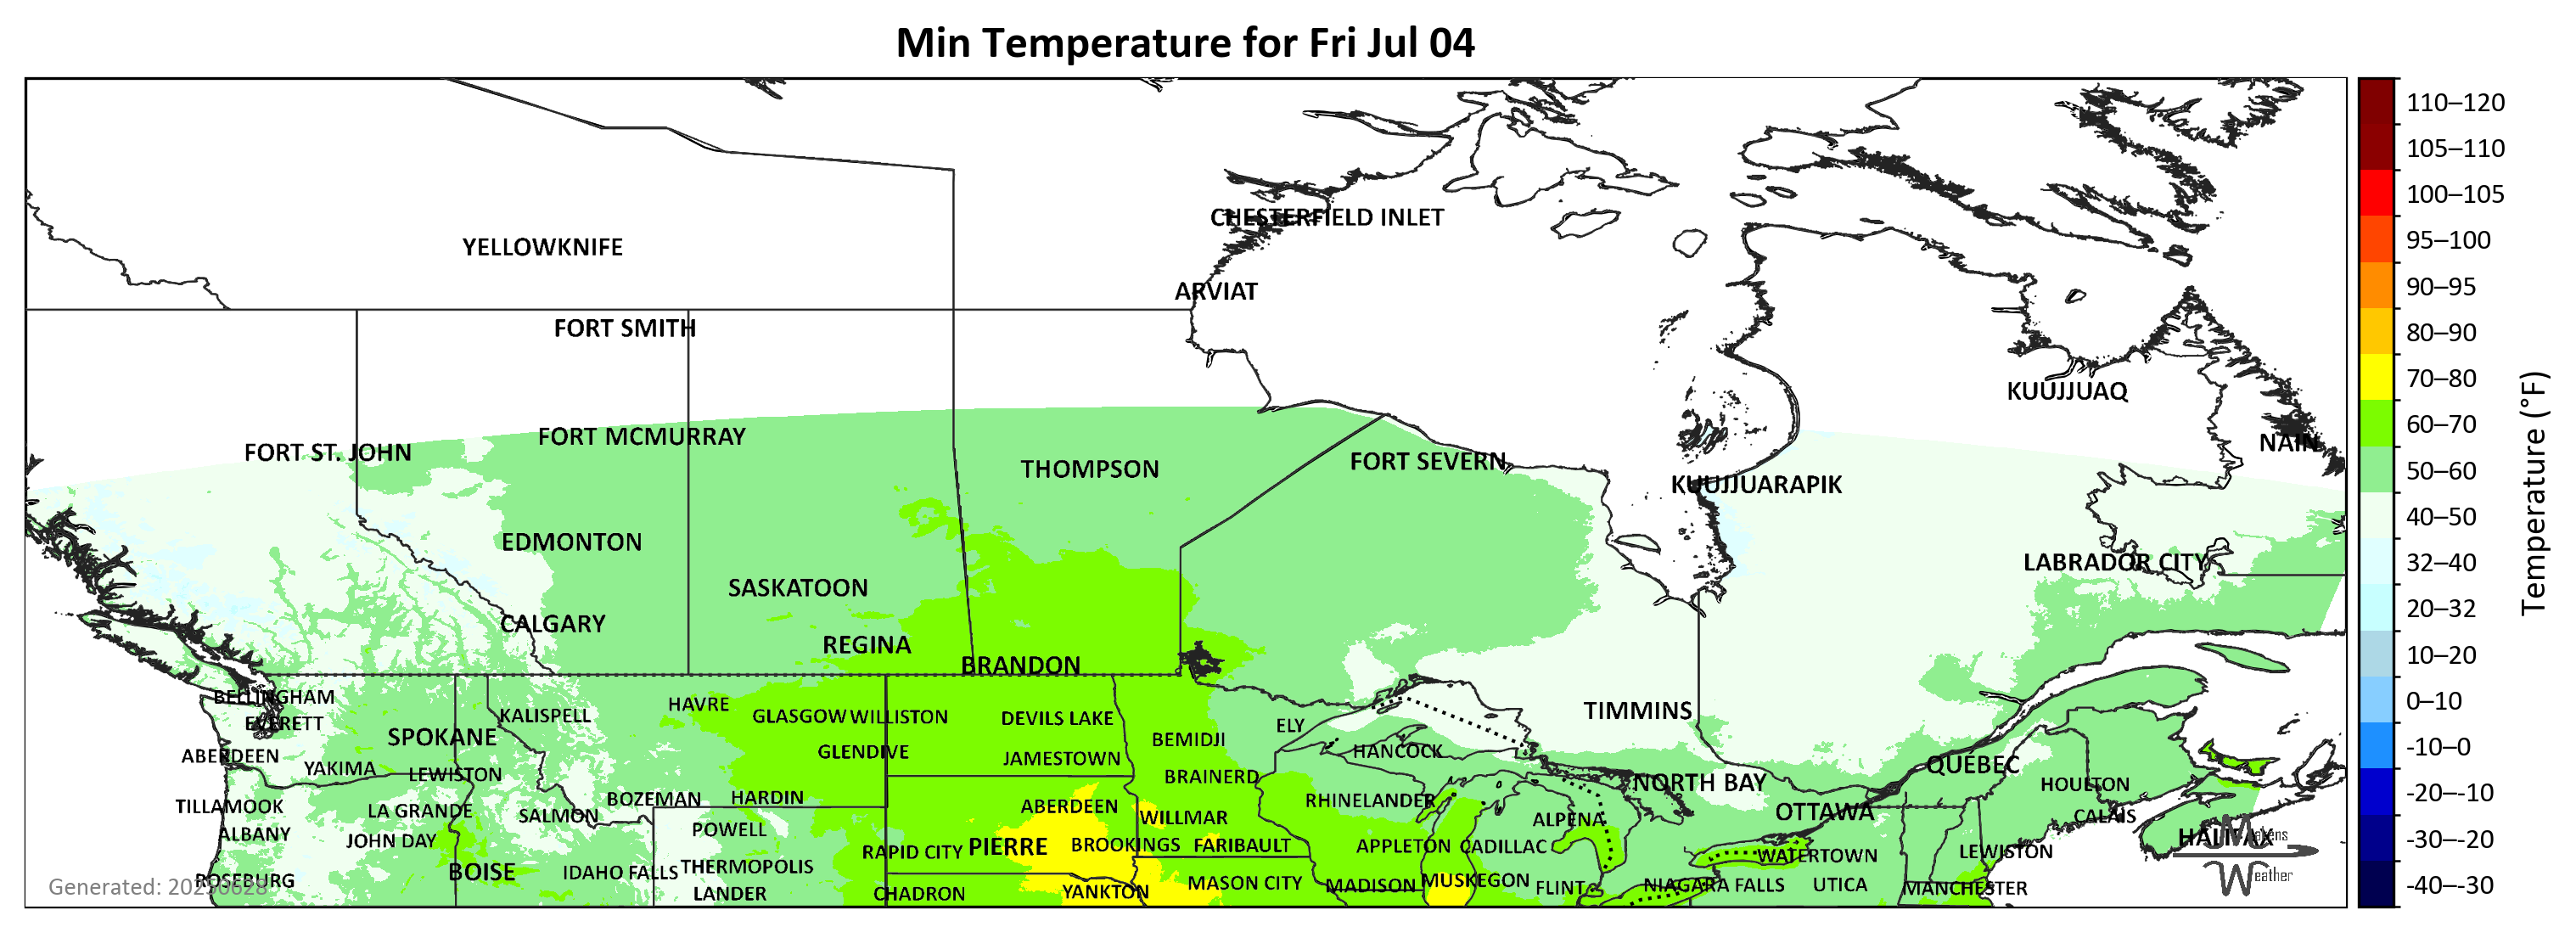 Min Temperature for Fri Jul 04
CHESTERFIELD INLET
YELLOWKNIFE
ARVIAT
FORT SMITH
KUUJJUAQ
FORT MCMURRAY
NAIN
FORT ST. JOHN
FORT SEVERN
THOMPSON
KUUJJUARAPIK
EDMONTON
LABRADOR CITY
SASKATOON
CALGARY
REGINA
BRANDON
BELLINGHAM
HAVRE
TIMMINS
KALISPELL
GLASGOW WILLISTON
DEVILS LAKE
EVERETT
ELY
SPOKANE
BEMIDJI
ABERDEEN
GLENDIVE
JAMESTOWN
HANCOCK
QUEBEC
YAKIMA
LEWISTON
BRAINERD
NORTH BAY
HOULTON
TILLAMOOK
LA GRANDE
BOZEMAN
HARDIN
ABERDEEN
RHINELANDER
OTTAWA
SALMON
WILLMAR
ALPENA
CALAIS
ALBANY
JOHN DAY
POWELL
HALIFAX
RAPID CITY
PIERRE
BROOKINGS
FARIBAULT
APPLETON
CADILLAC
WATERTOWN
LEWISTON
BOISE
IDAHO FALLS
THERMOPOLIS
ROSEBURG
MASON CITY
MADISON
MUSKEGON
FLINT
NIAGARA FALLS
UTICA
MANCHESTER
LANDER
CHADRON
YANKTON
Generated: 20250628
Makens
Weather
110–120
105–110
100–105
95–100
90–95
80–90
70–80
60–70
50–60
40–50
32–40
20–32
10–20
0–10
-10–0
-20–-10
-30–-20
-40–-30
Temperature (°F)